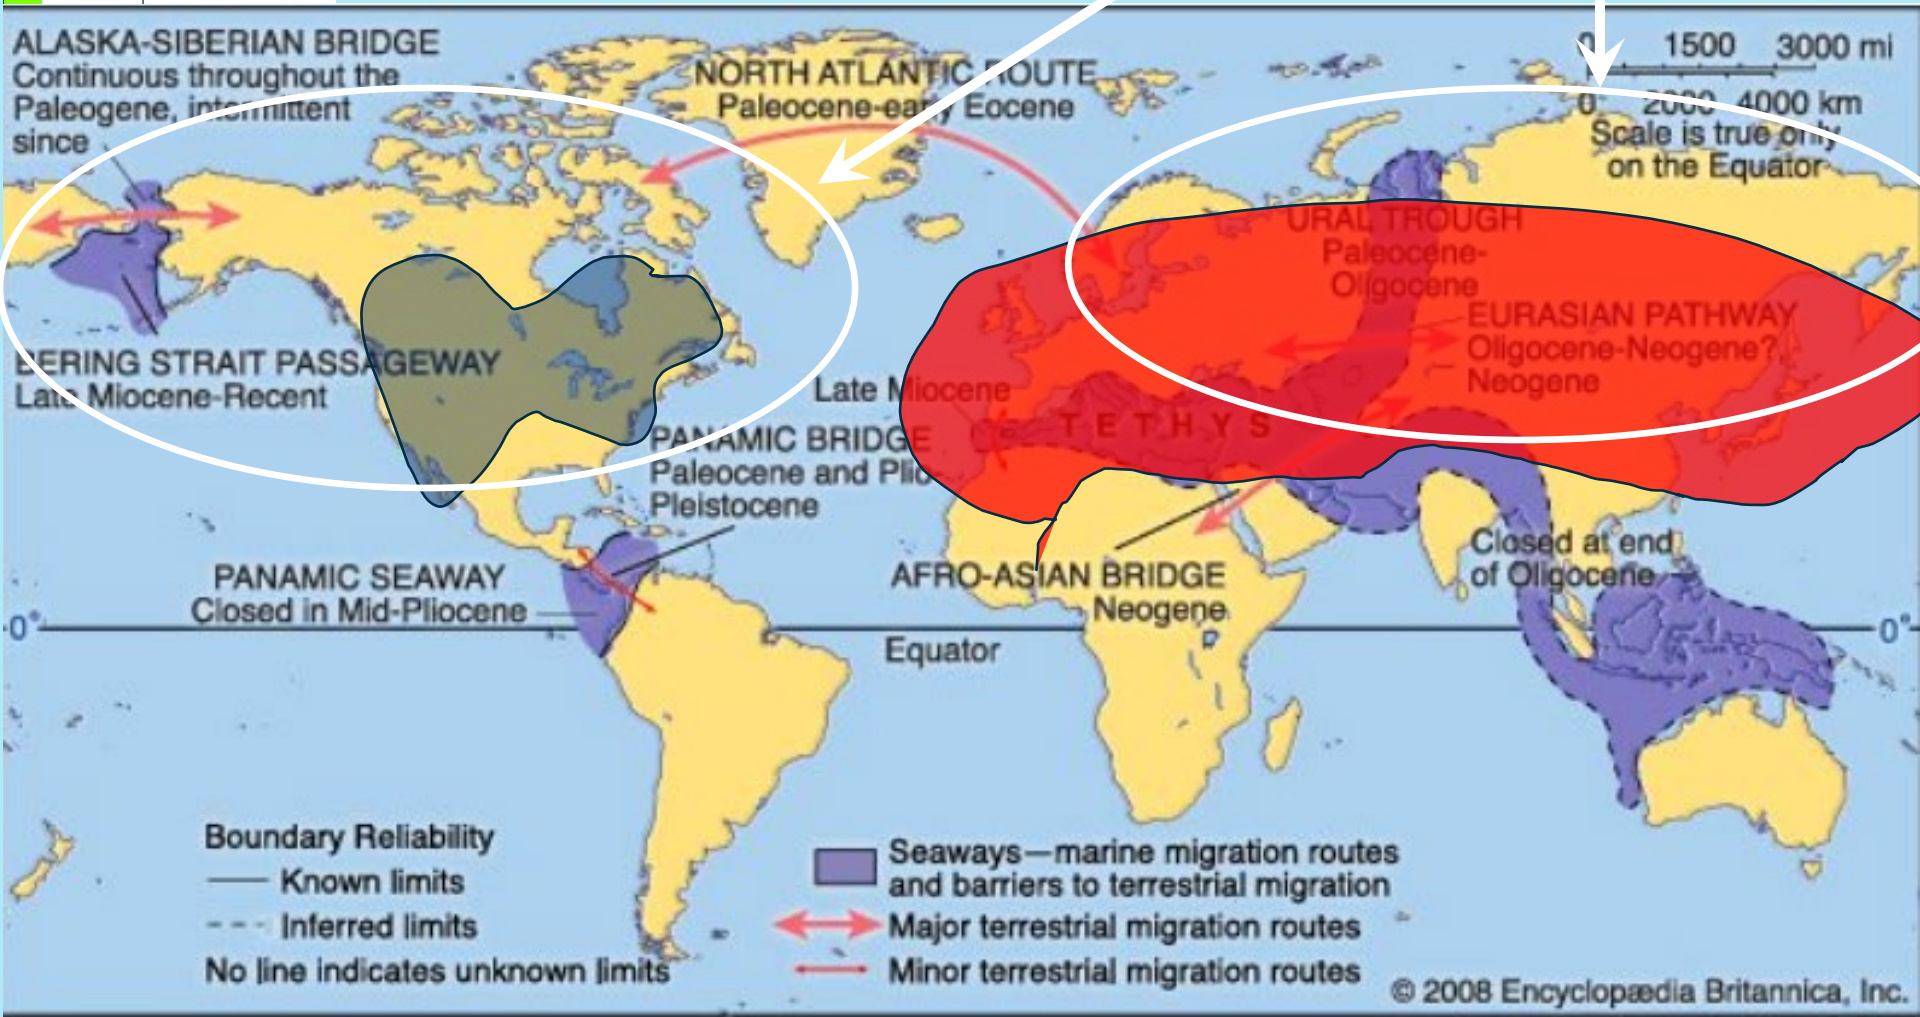 ALASKA-SIBERIAN BRIDGE
Continuous throughout the
Paleogene, intermittent
since
NORTH ATLANTIC ROUTE
Paleocene-early Eocene
0 1500 3000 mi
0 2000 4000 km
Scale is true only
on the Equator
URAL TROUGH
Paleocene-
Oligocene
EURASIAN PATHWAY
Oligocene-Neogene?,
Neogene
BERING STRAIT PASSAGEWAY
Late Miocene-Recent
Late Miocene
TETHYS
PANAMIC BRIDGE
Paleocene and Plio-
Pleistocene
Closed at end
of Oligocene
AFRO-ASIAN BRIDGE
Neogene
PANAMIC SEAWAY
Closed in Mid-Pliocene
0°
Equator
0°
Boundary Reliability
Known limits
Inferred limits
No line indicates unknown limits
Seaways—marine migration routes
and barriers to terrestrial migration
Major terrestrial migration routes
Minor terrestrial migration routes
© 2008 Encyclopædia Britannica, Inc.